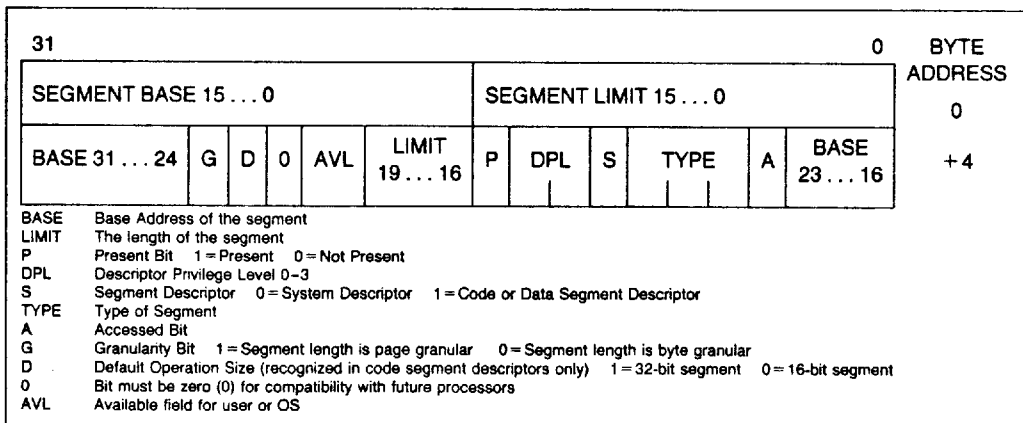 31 0 BYTE ADDRESS
SEGMENT BASE 15 . . . 0 SEGMENT LIMIT 15 . . . 0 0
BASE 31 . . . 24 G D 0 AVL LIMIT 19 . . . 16 P DPL S TYPE A BASE 23 . . . 16 +4
BASE Base Address of the segment
LIMIT The length of the segment
P Present Bit 1=Present 0=Not Present
DPL Descriptor Privilege Level 0–3
S Segment Descriptor 0=System Descriptor 1=Code or Data Segment Descriptor
TYPE Type of Segment
A Accessed Bit
G Granularity Bit 1=Segment length is page granular 0=Segment length is byte granular
D Default Operation Size (recognized in code segment descriptors only) 1=32-bit segment 0=16-bit segment
0 Bit must be zero (0) for compatibility with future processors
AVL Available field for user or OS